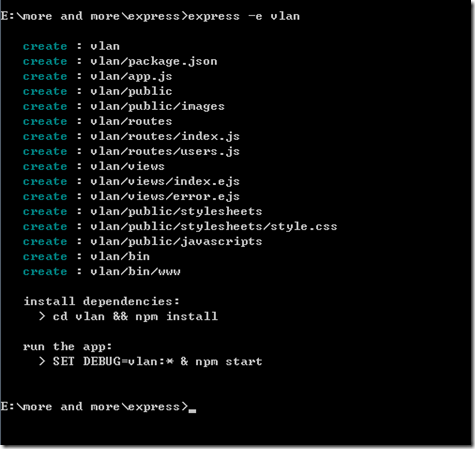 E:\more and more\express>express -e vlan
create : vlan
create : vlan/package.json
create : vlan/app.js
create : vlan/public
create : vlan/public/images
create : vlan/routes
create : vlan/routes/index.js
create : vlan/routes/users.js
create : vlan/views
create : vlan/views/index.ejs
create : vlan/views/error.ejs
create : vlan/public/stylesheets
create : vlan/public/stylesheets/style.css
create : vlan/public/javascripts
create : vlan/bin
create : vlan/bin/www
install dependencies:
> cd vlan && npm install
run the app:
> SET DEBUG=vlan:* & npm start
E:\more and more\express>_